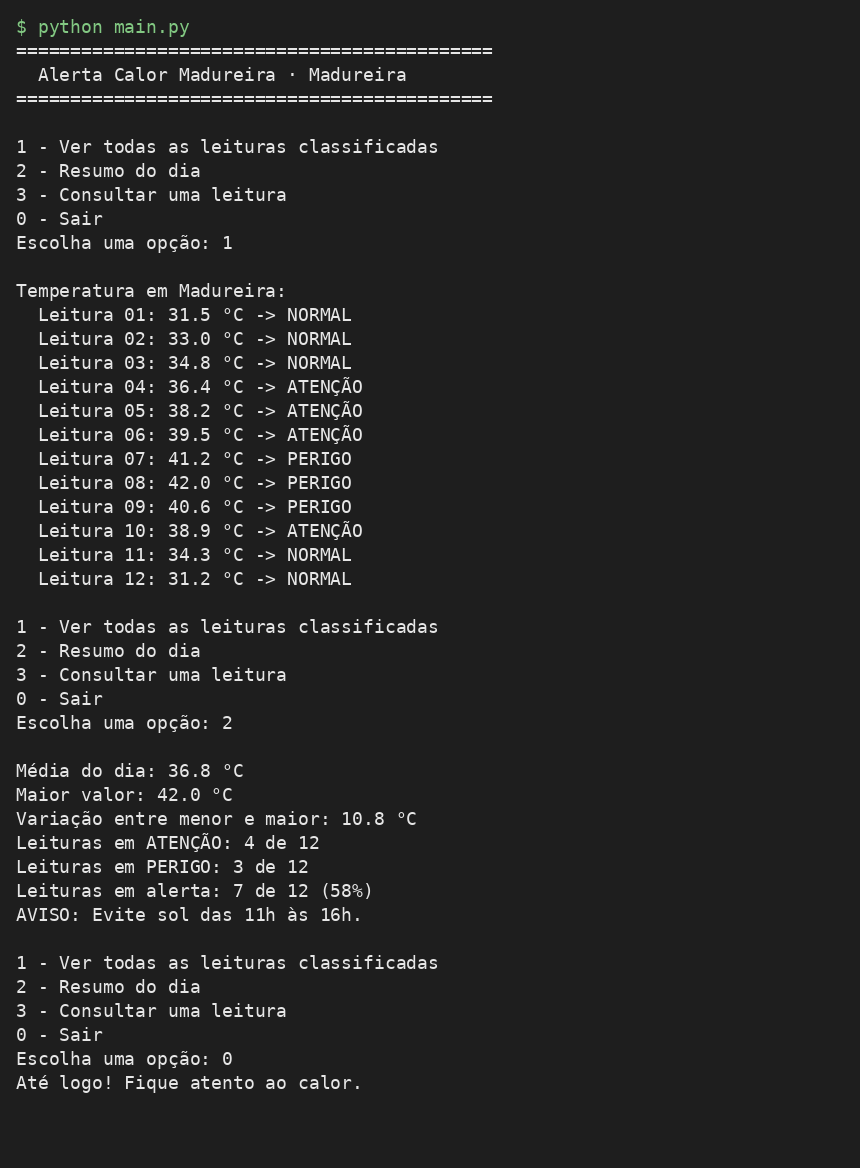 $ python main.py
============================================
  Alerta Calor Madureira · Madureira
============================================

1 - Ver todas as leituras classificadas
2 - Resumo do dia
3 - Consultar uma leitura
0 - Sair
Escolha uma opção: 1

Temperatura em Madureira:
  Leitura 01: 31.5 °C -> NORMAL
  Leitura 02: 33.0 °C -> NORMAL
  Leitura 03: 34.8 °C -> NORMAL
  Leitura 04: 36.4 °C -> ATENÇÃO
  Leitura 05: 38.2 °C -> ATENÇÃO
  Leitura 06: 39.5 °C -> ATENÇÃO
  Leitura 07: 41.2 °C -> PERIGO
  Leitura 08: 42.0 °C -> PERIGO
  Leitura 09: 40.6 °C -> PERIGO
  Leitura 10: 38.9 °C -> ATENÇÃO
  Leitura 11: 34.3 °C -> NORMAL
  Leitura 12: 31.2 °C -> NORMAL

1 - Ver todas as leituras classificadas
2 - Resumo do dia
3 - Consultar uma leitura
0 - Sair
Escolha uma opção: 2

Média do dia: 36.8 °C
Maior valor: 42.0 °C
Variação entre menor e maior: 10.8 °C
Leituras em ATENÇÃO: 4 de 12
Leituras em PERIGO: 3 de 12
Leituras em alerta: 7 de 12 (58%)
AVISO: Evite sol das 11h às 16h.

1 - Ver todas as leituras classificadas
2 - Resumo do dia
3 - Consultar uma leitura
0 - Sair
Escolha uma opção: 0
Até logo! Fique atento ao calor.